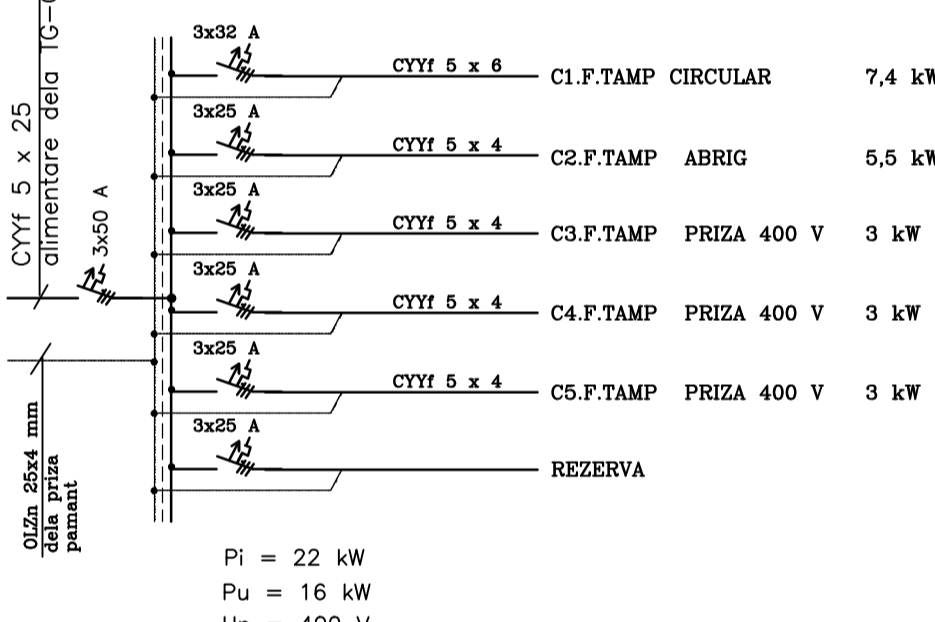 CYYf 5 x 25
alimentare dela TG-
3x50 A
3x32 A
CYYf 5 x 6
C1.F.TAMP CIRCULAR 7,4 kW
3x25 A
CYYf 5 x 4
C2.F.TAMP ABRIG 5,5 kW
3x25 A
CYYf 5 x 4
C3.F.TAMP PRIZA 400 V 3 kW
3x25 A
CYYf 5 x 4
C4.F.TAMP PRIZA 400 V 3 kW
3x25 A
CYYf 5 x 4
C5.F.TAMP PRIZA 400 V 3 kW
3x25 A
REZERVA
OLZn 25x4 mm
dela priza
pamant
Pi = 22 kW
Pu = 16 kW
Un = 400 V